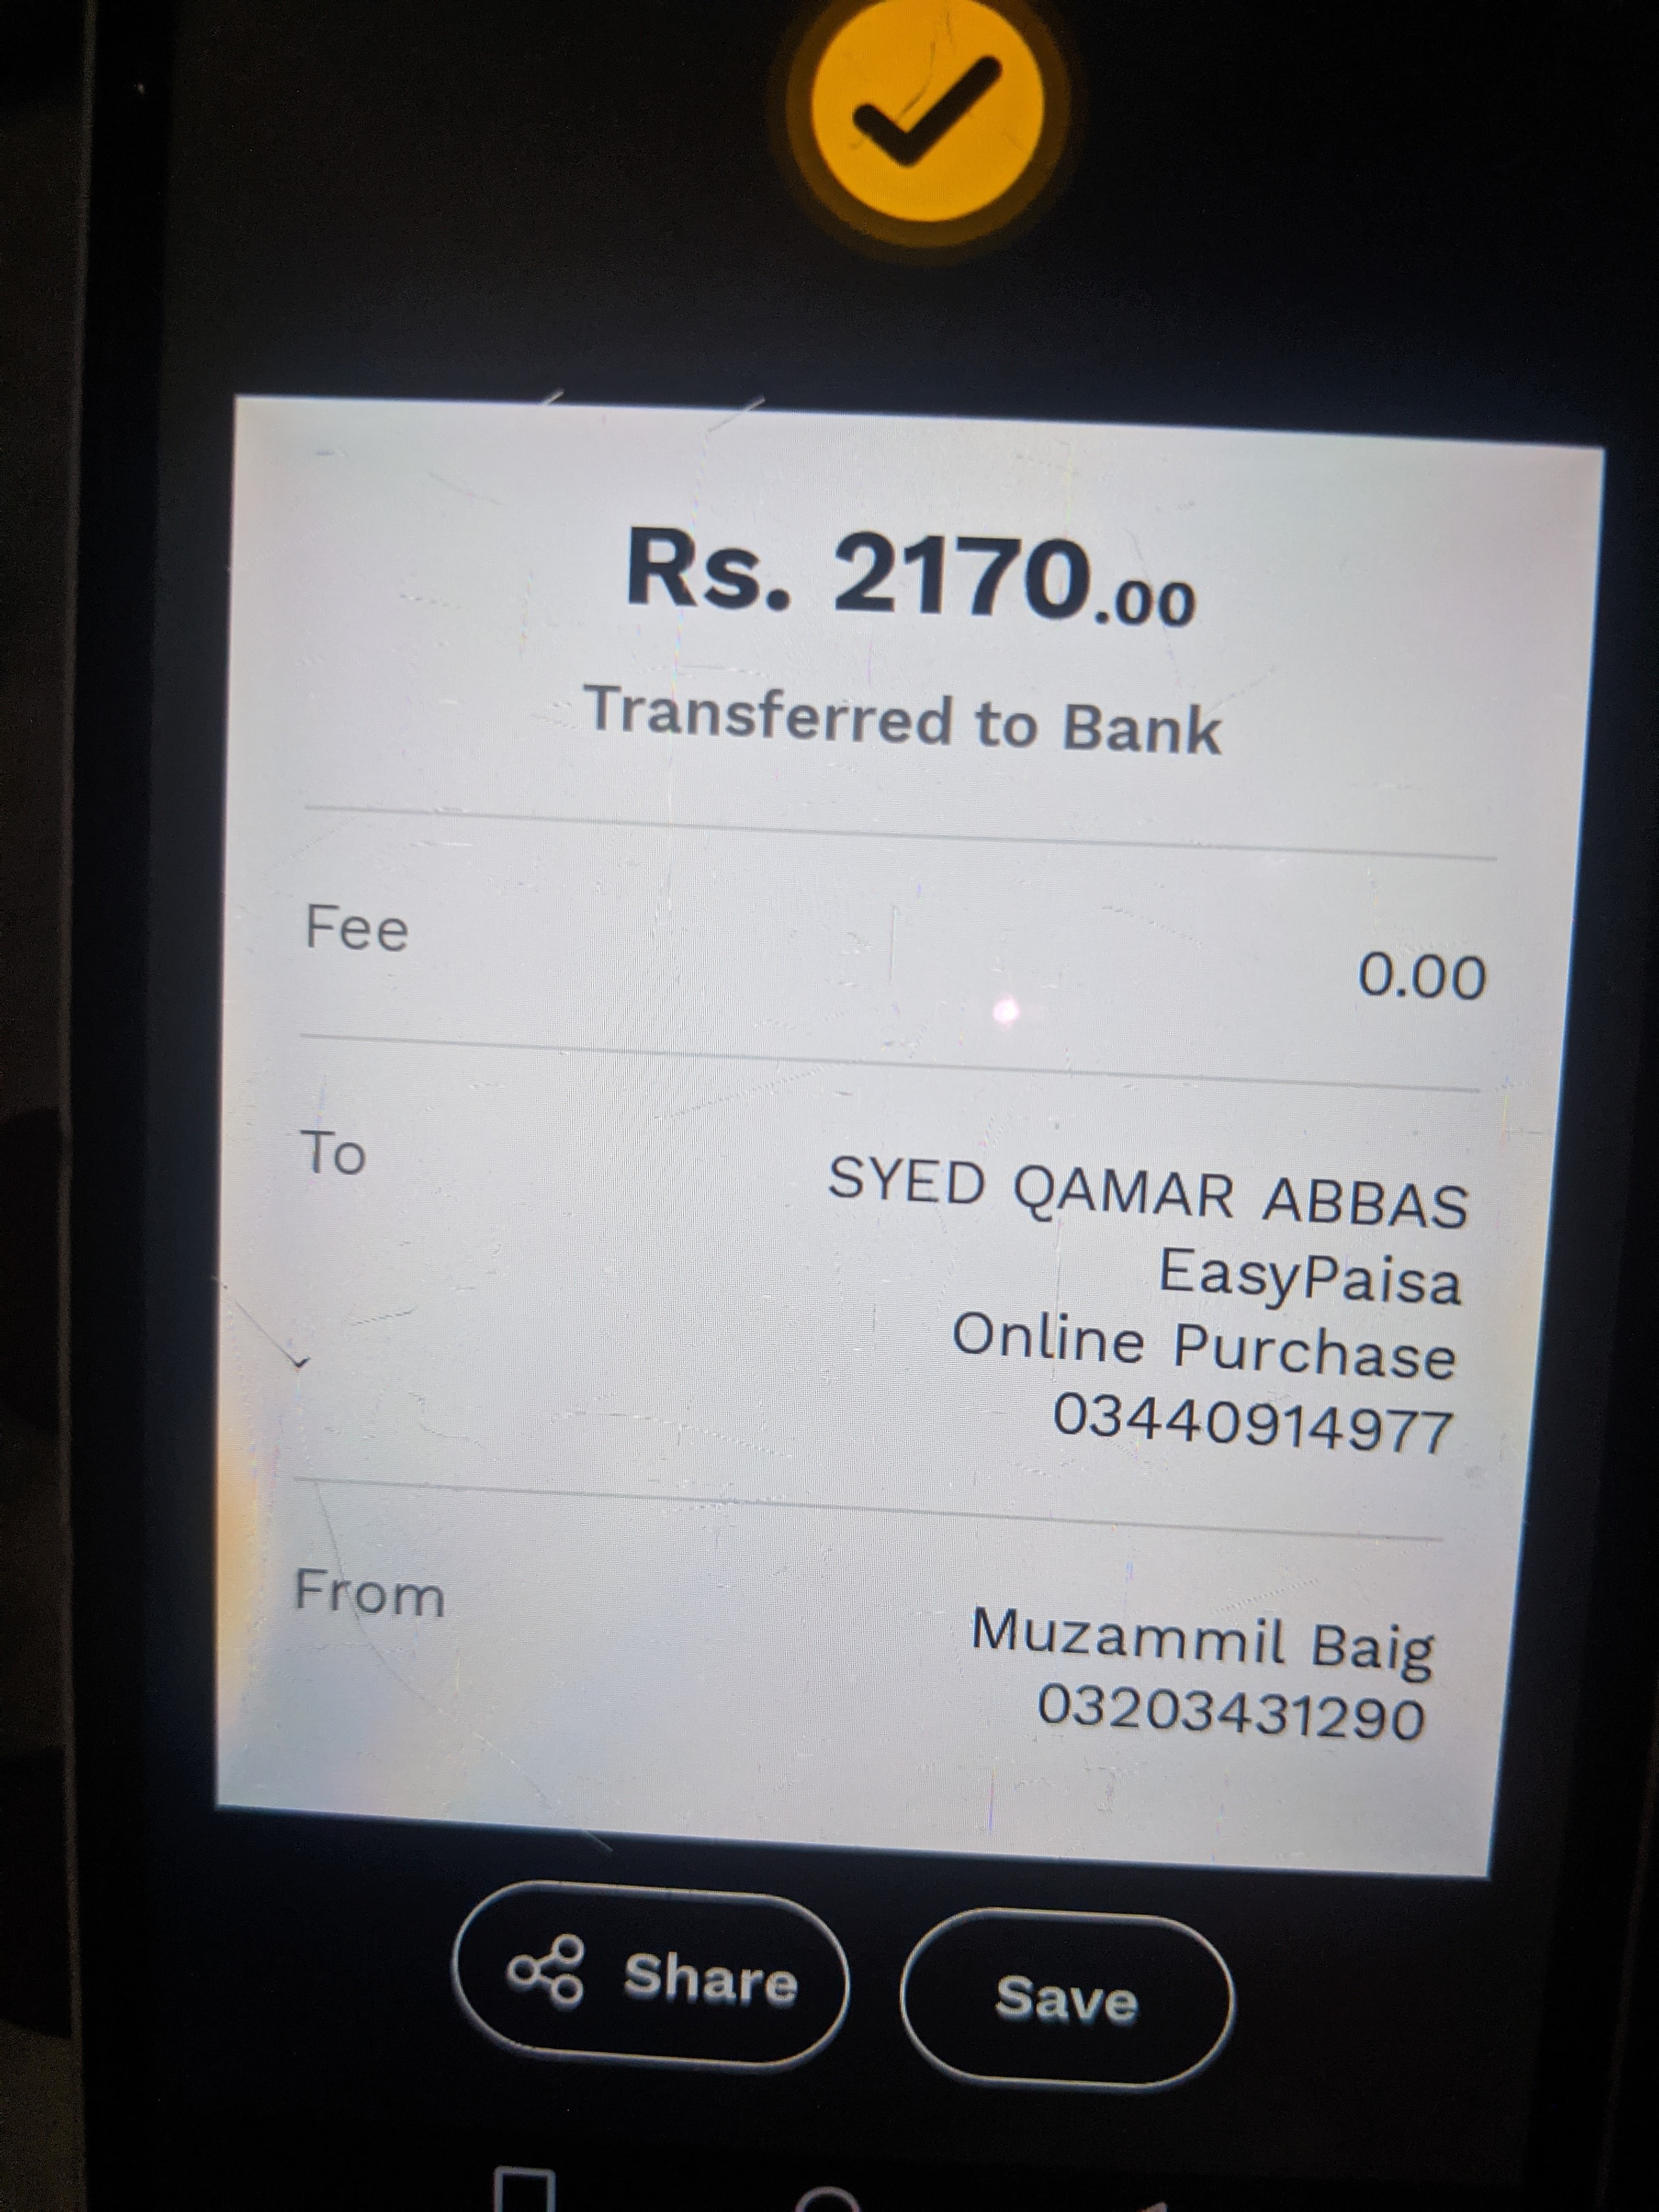 Rs. 2170.00
Transferred to Bank
Fee
0.00
To
SYED QAMAR ABBAS
EasyPaisa
Online Purchase
03440914977
From
Muzammil Baig
03203431290
Share
Save